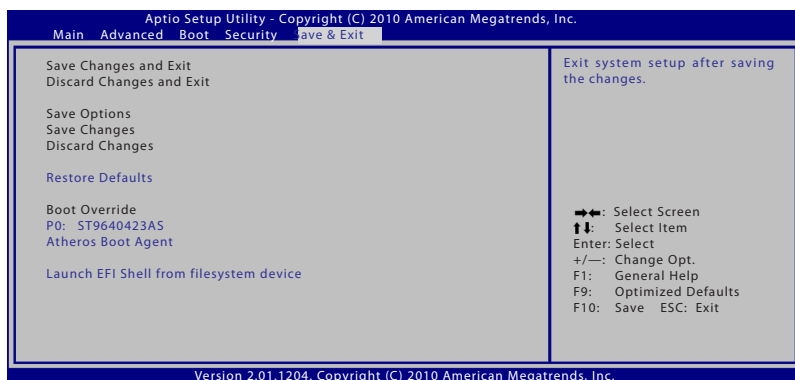 Aptio Setup Utility - Copyright (C) 2010 American Megatrends, Inc.
Main Advanced Boot Security Save & Exit
Save Changes and Exit
Discard Changes and Exit
Save Options
Save Changes
Discard Changes
Restore Defaults
Boot Override
P0: ST9640423AS
Atheros Boot Agent
Launch EFI Shell from filesystem device
Exit system setup after saving
the changes.
→←: Select Screen
↑↓: Select Item
Enter: Select
+/—: Change Opt.
F1: General Help
F9: Optimized Defaults
F10: Save ESC: Exit
Version 2.01.1204. Copyright (C) 2010 American Megatrends, Inc.